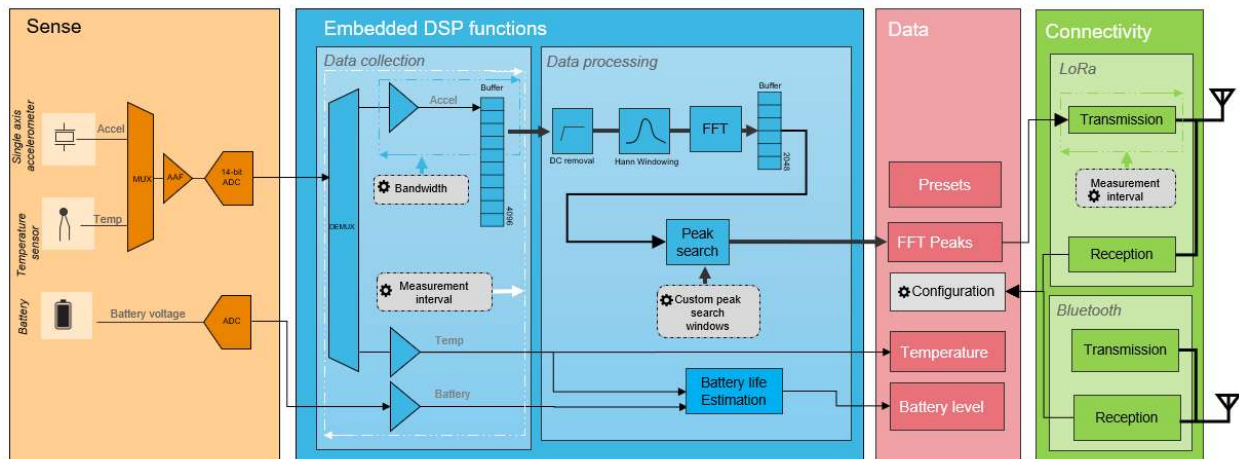 Sense
Single axis
accelerometer
Accel
Temperature
sensor
Temp
MUX
AAF
14-bit
ADC
Battery
Battery voltage
ADC
Embedded DSP functions
Data collection
DEMUX
Accel
Buffer
4096
Bandwidth
Measurement
interval
Temp
Battery
Data processing
DC removal
Hann Windowing
FFT
Buffer
2048
Peak
search
Custom peak
search
windows
Battery life
Estimation
Data
Presets
FFT Peaks
Configuration
Temperature
Battery level
Connectivity
LoRa
Transmission
Measurement
interval
Reception
Bluetooth
Transmission
Reception